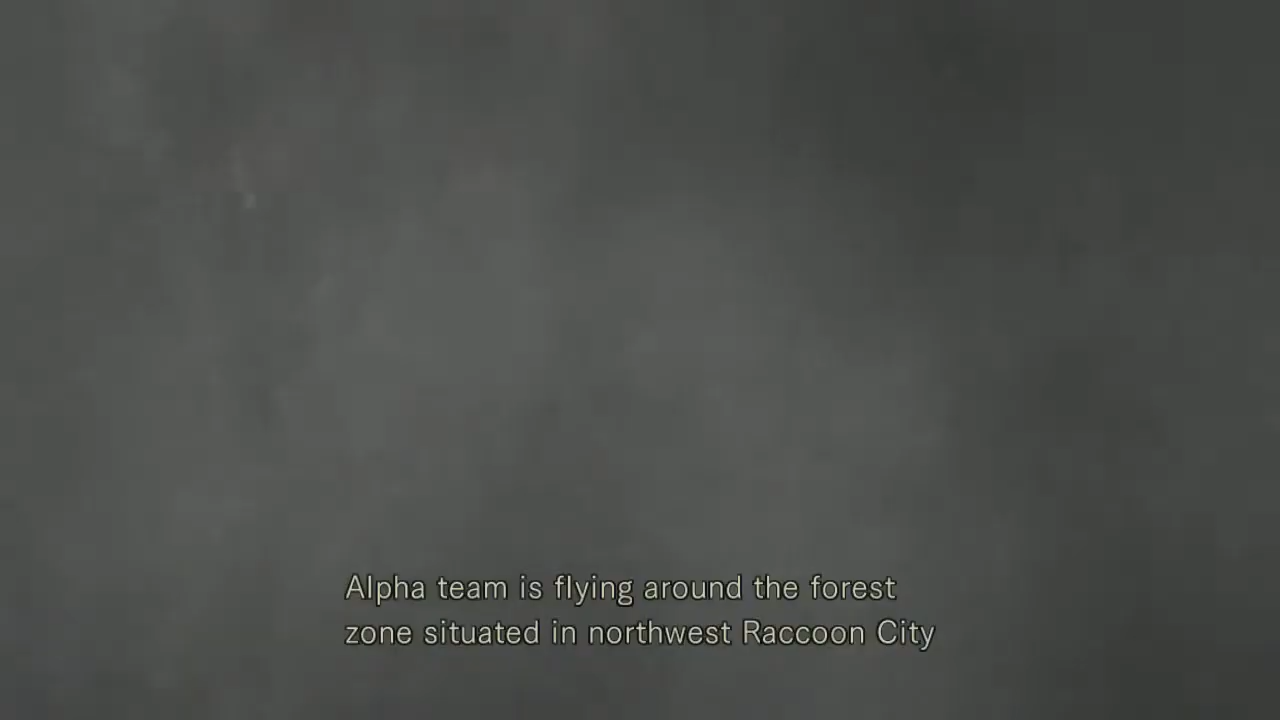 Alpha team is flying around the forest
zone situated in northwest Raccoon City